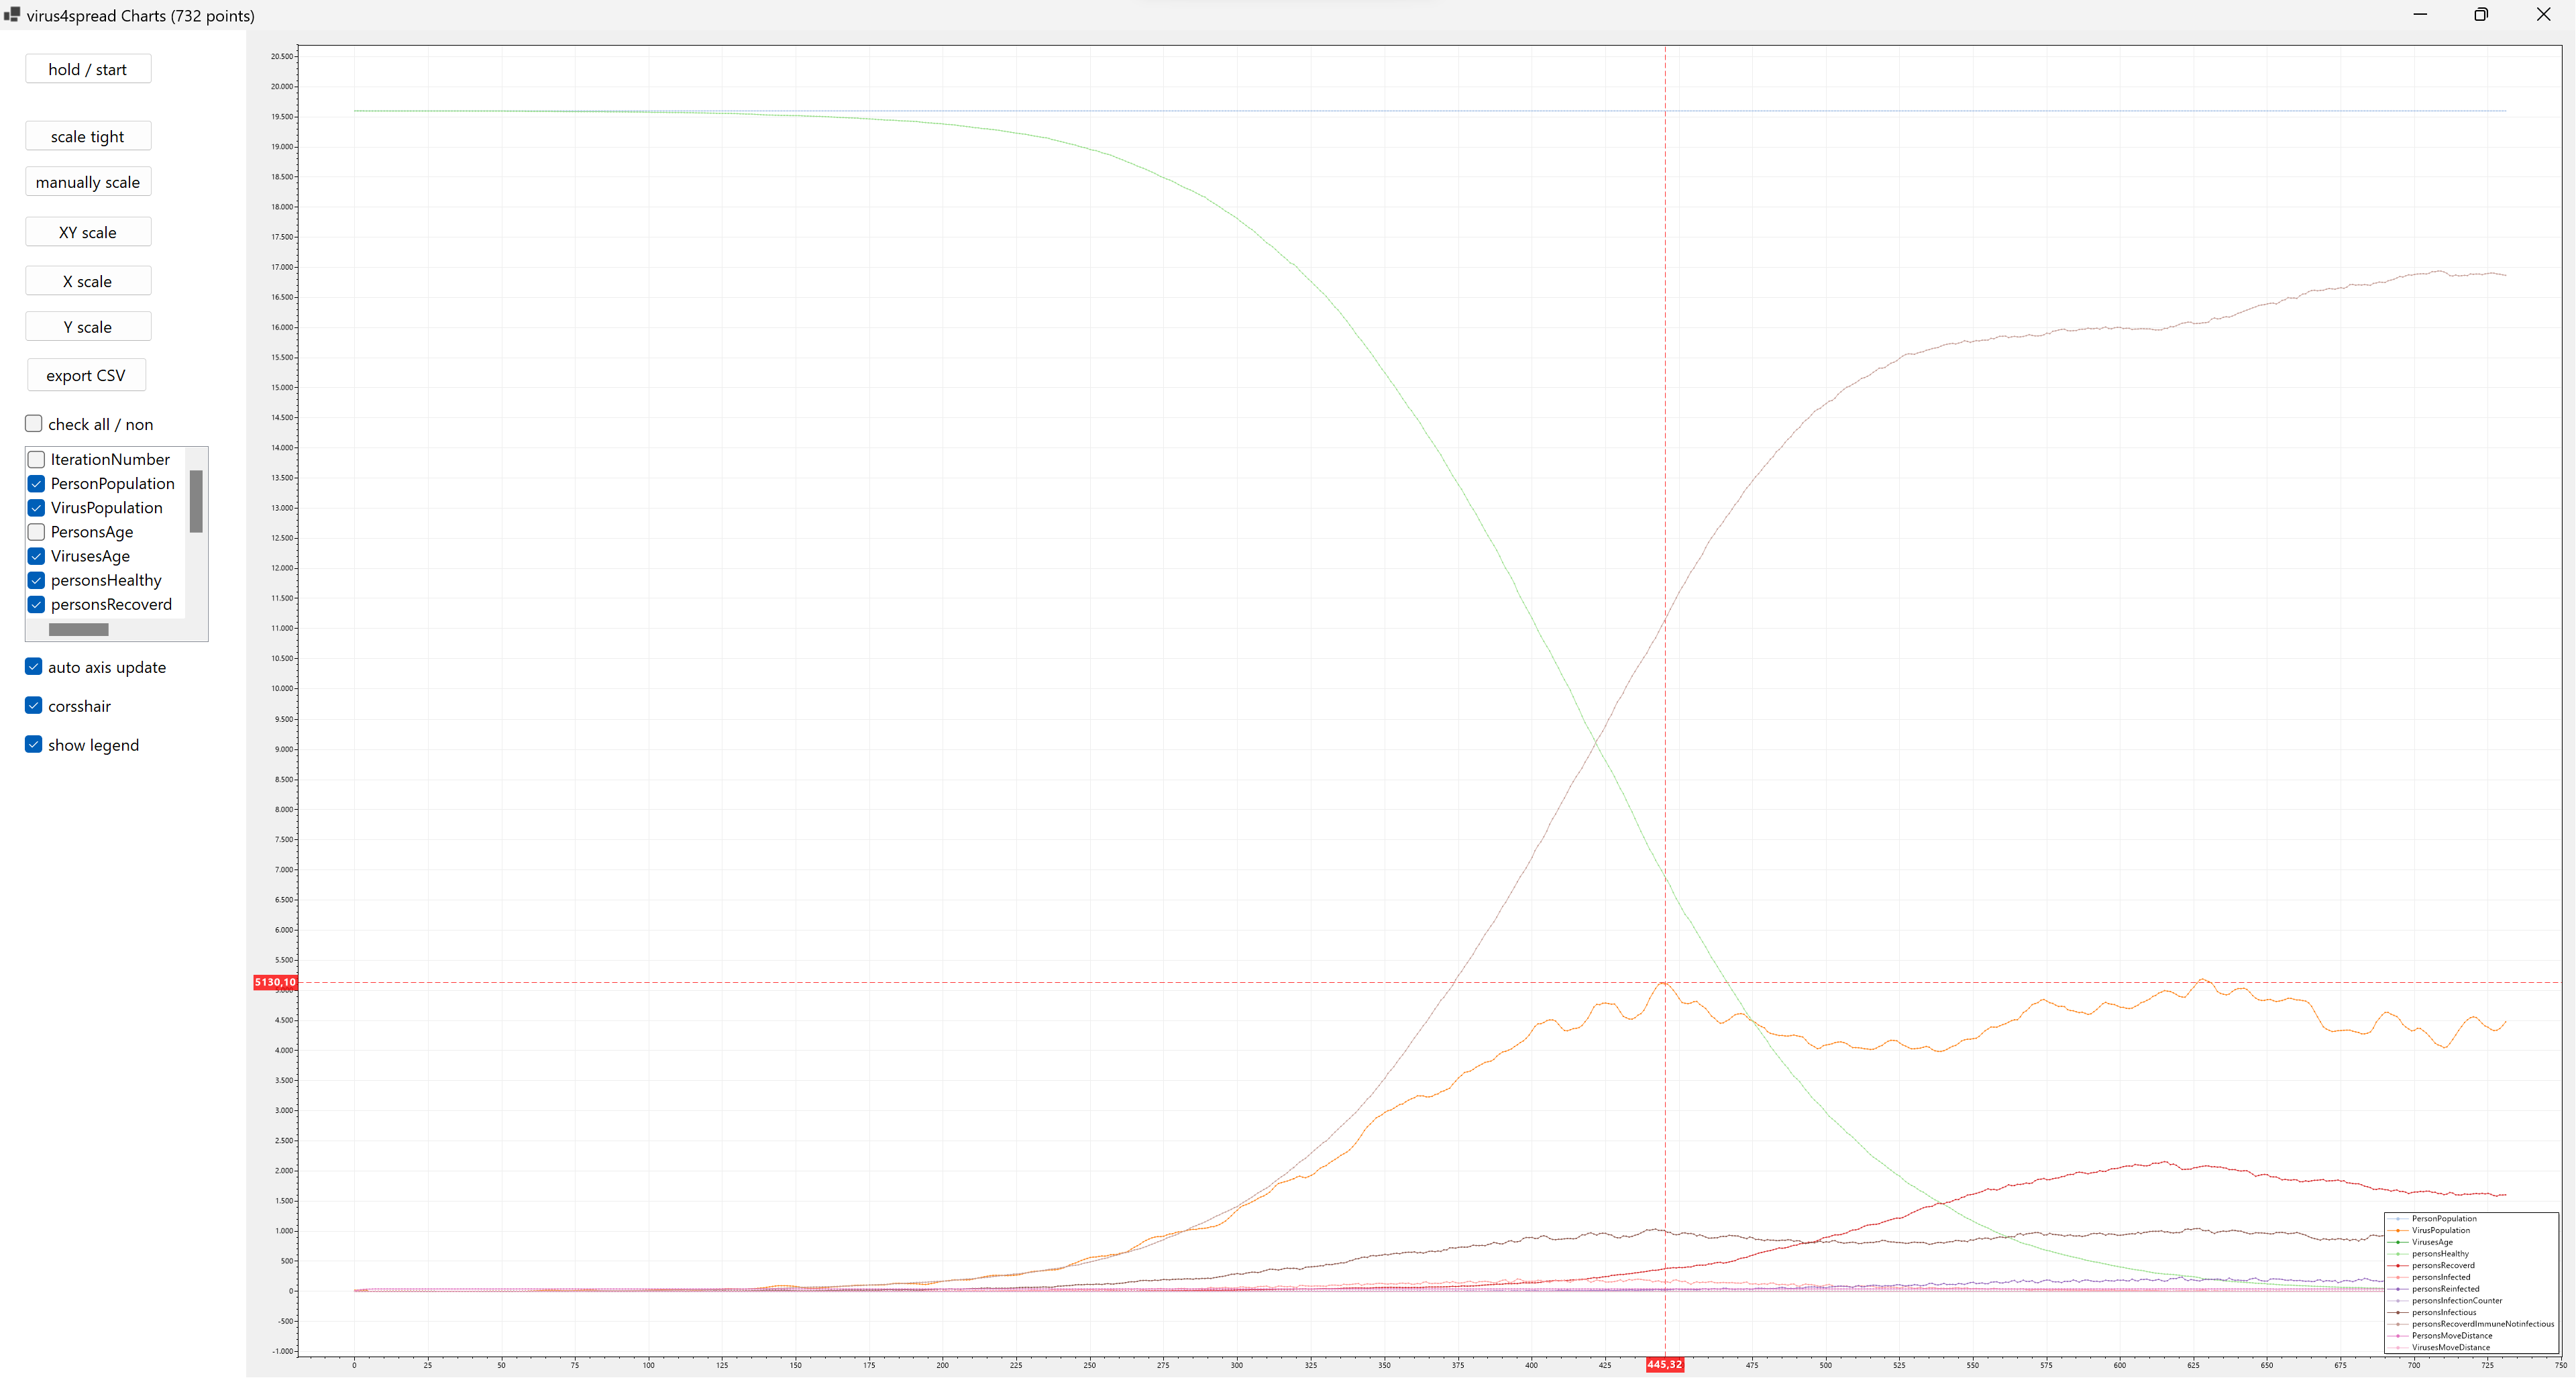 virus4spread Charts (732 points)
hold / start
scale tight
manually scale
XY scale
X scale
Y scale
export CSV
check all / non
IterationNumber
PersonPopulation
VirusPopulation
PersonsAge
VirusesAge
personsHealthy
personsRecoverd
auto axis update
corsshair
show legend
20.500
20.000
19.500
19.000
18.500
18.000
17.500
17.000
16.500
16.000
15.500
15.000
14.500
14.000
13.500
13.000
12.500
12.000
11.500
11.000
10.500
10.000
9.500
9.000
8.500
8.000
7.500
7.000
6.500
6.000
5.500
5130,10
5.000
4.500
4.000
3.500
3.000
2.500
2.000
1.500
1.000
500
0
-500
-1.000
0 25 50 75 100 125 150 175 200 225 250 275 300 325 350 375 400 425 445,32 475 500 525 550 575 600 625 650 675 700 725 750
PersonPopulation
VirusPopulation
VirusesAge
personsHealthy
personsRecoverd
personsInfected
personsReinfected
personsInfectionCounter
personsInfectious
personsRecoverdImmuneNotinfectious
PersonsMoveDistance
VirusesMoveDistance